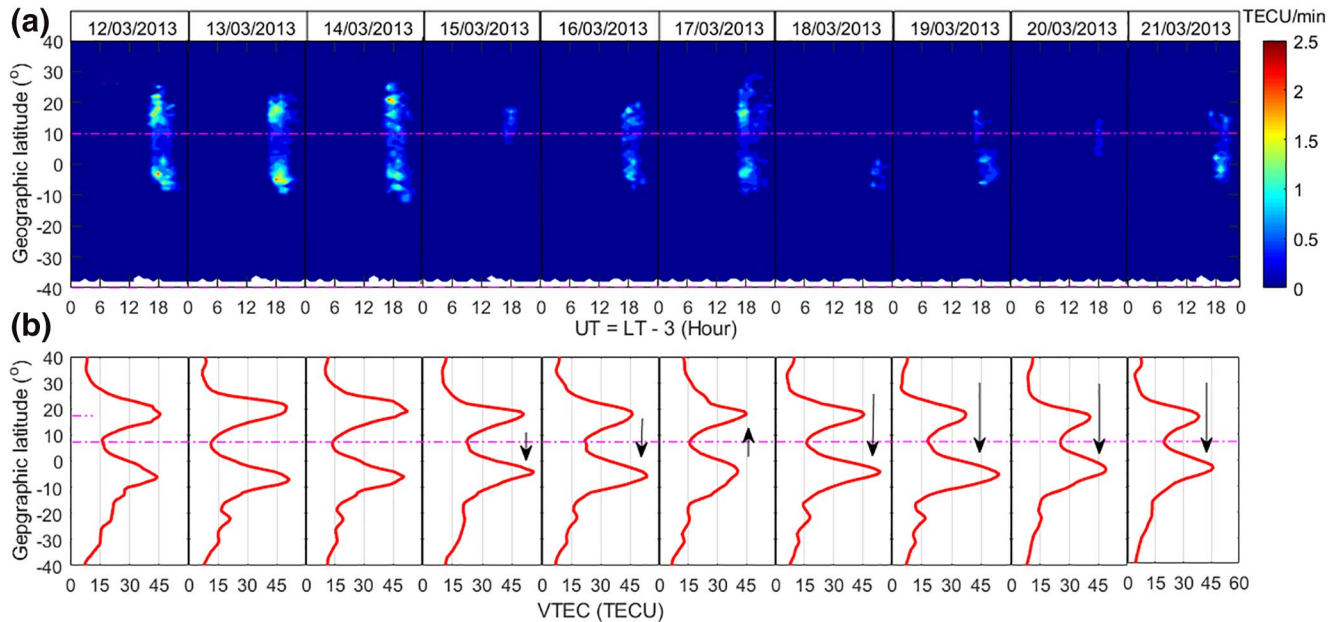 (a)
TECU/min
12/03/2013 13/03/2013 14/03/2013 15/03/2013 16/03/2013 17/03/2013 18/03/2013 19/03/2013 20/03/2013 21/03/2013
Geographic latitude (°)
40
30
20
10
0
-10
-20
-30
-40
2.5
2
1.5
1
0.5
0
0 6 12 18 0 6 12 18 0 6 12 18 0 6 12 18 0 6 12 18 0 6 12 18 0 6 12 18 0 6 12 18 0 6 12 18 0 6 12 18 0
UT = LT - 3 (Hour)
(b)
Gepgraphic latitude (°)
40
30
20
10
0
-10
-20
-30
-40
0 15 30 45 0 15 30 45 0 15 30 45 0 15 30 45 0 15 30 45 0 15 30 45 0 15 30 45 0 15 30 45 0 15 30 45 0 15 30 45 60
VTEC (TECU)